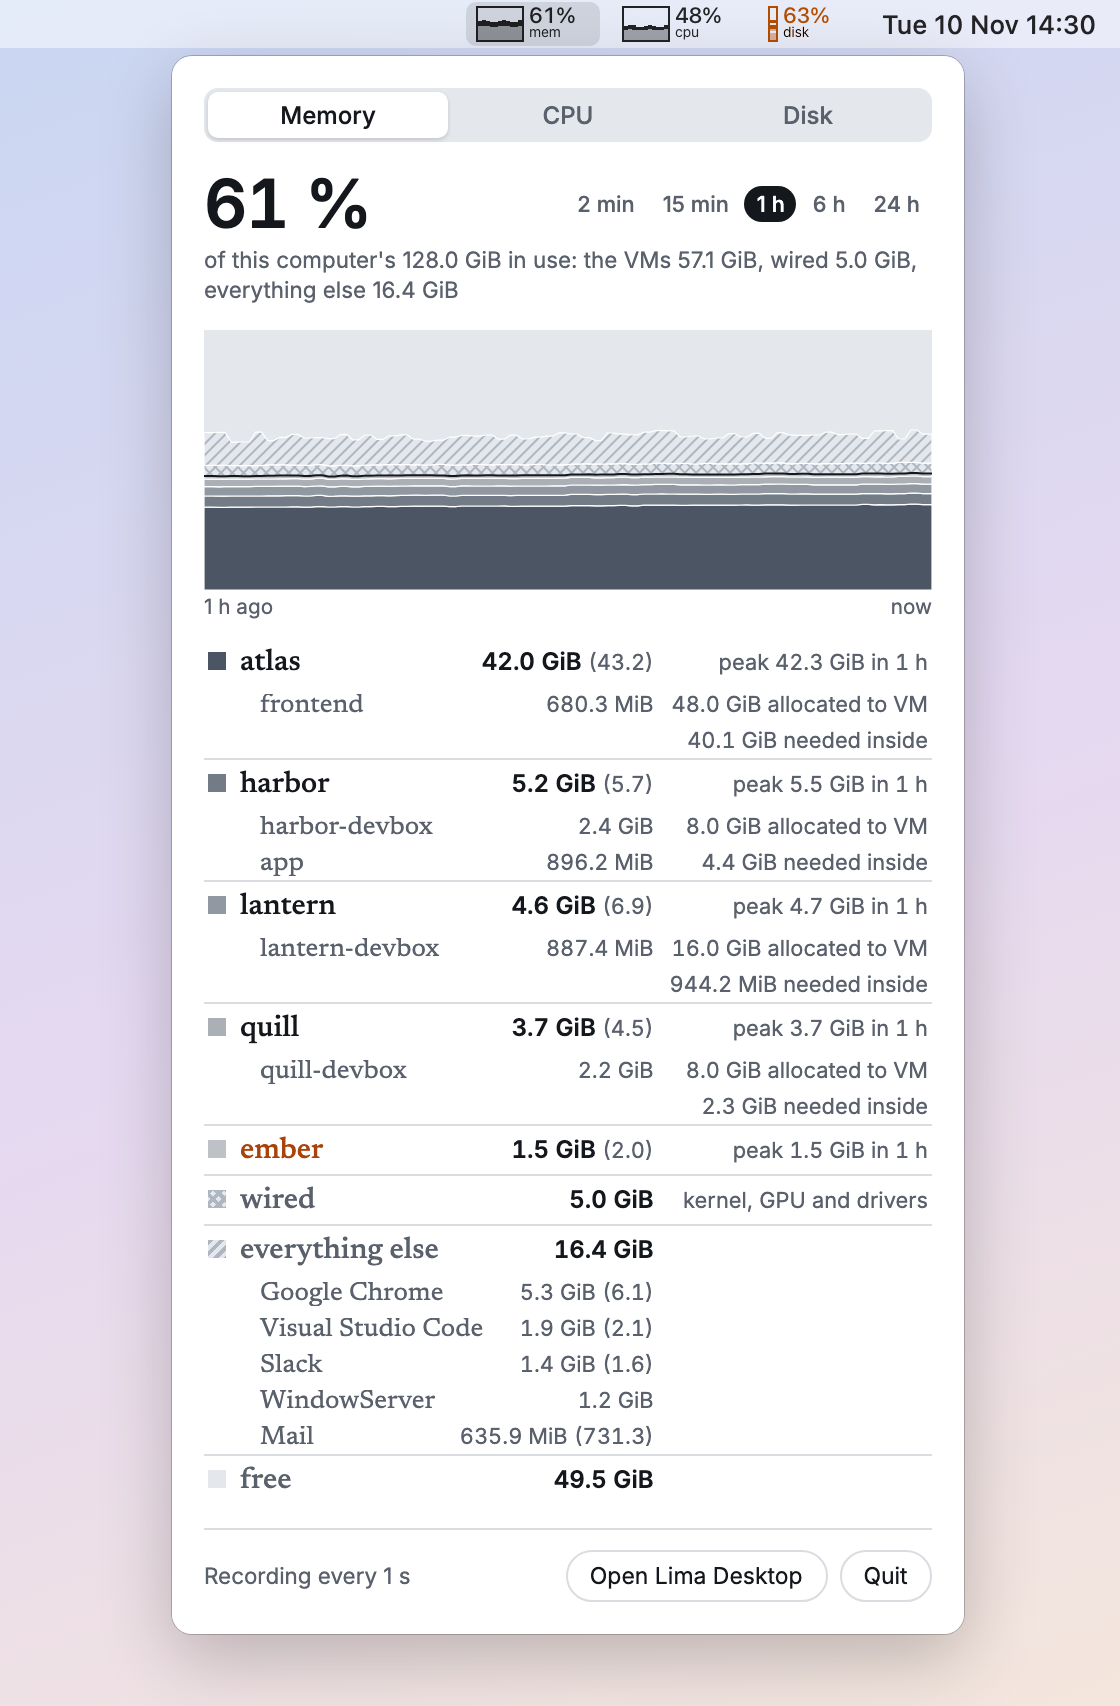 61% mem
48% cpu
63% disk
Tue 10 Nov 14:30
Memory CPU Disk
61 %
2 min 15 min 1 h 6 h 24 h
of this computer's 128.0 GiB in use: the VMs 57.1 GiB, wired 5.0 GiB,
everything else 16.4 GiB
1 h ago now
atlas 42.0 GiB (43.2) peak 42.3 GiB in 1 h
frontend 680.3 MiB 48.0 GiB allocated to VM
40.1 GiB needed inside
harbor 5.2 GiB (5.7) peak 5.5 GiB in 1 h
harbor-devbox 2.4 GiB 8.0 GiB allocated to VM
app 896.2 MiB 4.4 GiB needed inside
lantern 4.6 GiB (6.9) peak 4.7 GiB in 1 h
lantern-devbox 887.4 MiB 16.0 GiB allocated to VM
944.2 MiB needed inside
quill 3.7 GiB (4.5) peak 3.7 GiB in 1 h
quill-devbox 2.2 GiB 8.0 GiB allocated to VM
2.3 GiB needed inside
ember 1.5 GiB (2.0) peak 1.5 GiB in 1 h
wired 5.0 GiB kernel, GPU and drivers
everything else 16.4 GiB
Google Chrome 5.3 GiB (6.1)
Visual Studio Code 1.9 GiB (2.1)
Slack 1.4 GiB (1.6)
WindowServer 1.2 GiB
Mail 635.9 MiB (731.3)
free 49.5 GiB
Recording every 1 s Open Lima Desktop Quit